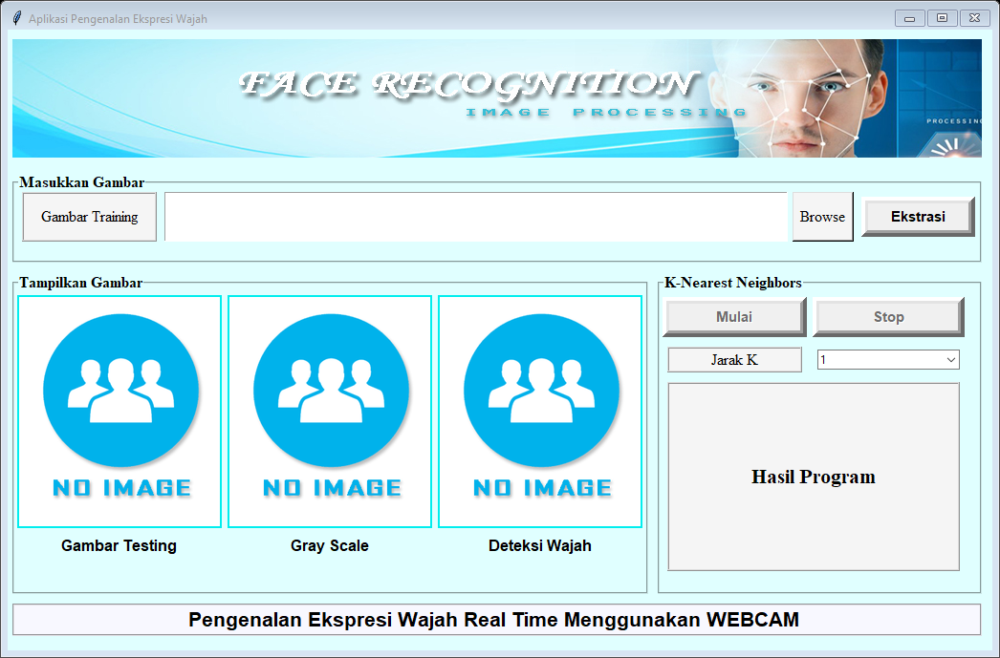 Aplikasi Pengenalan Ekspresi Wajah
FACE RECOGNITION
IMAGE PROCESSING
PROCESSING
Masukkan Gambar
Gambar Training
Browse
Ekstrasi
Tampilkan Gambar
NO IMAGE
NO IMAGE
NO IMAGE
Gambar Testing
Gray Scale
Deteksi Wajah
K-Nearest Neighbors
Mulai
Stop
Jarak K
1
Hasil Program
Pengenalan Ekspresi Wajah Real Time Menggunakan WEBCAM